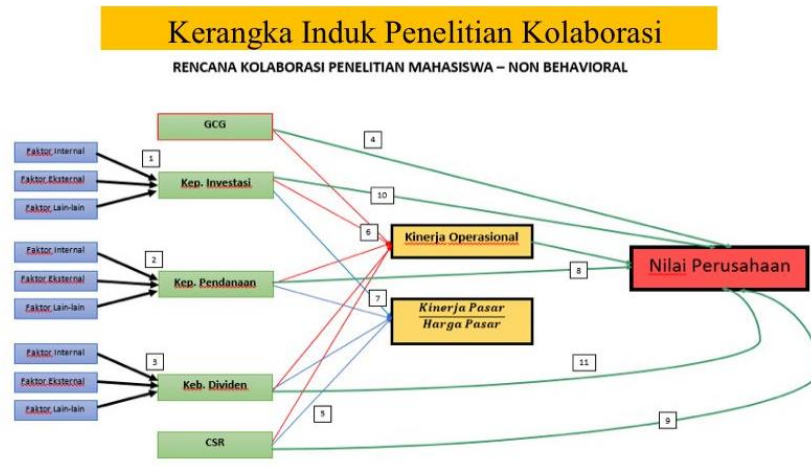 Kerangka Induk Penelitian Kolaborasi
RENCANA KOLABORASI PENELITIAN MAHASISWA – NON BEHAVIORAL
GCG
4
Faktor Internal
1
Faktor Eksternal
Kep. Investasi
10
Faktor Lain-lain
6
Kinerja Operasional
Faktor Internal
2
Nilai Perusahaan
Faktor Eksternal
Kep. Pendanaan
8
Faktor Lain-lain
7
Kinerja Pasar
Harga Pasar
Faktor Internal
3
11
Faktor Eksternal
Keb. Dividen
Faktor Lain-lain
5
9
CSR